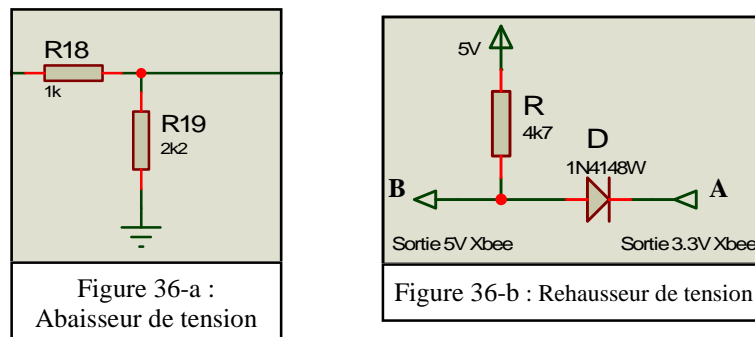 R18
1k
R19
2k2
Figure 36-a :
Abaisseur de tension
5V
R
4k7
D
1N4148W
B
A
Sortie 5V Xbee
Sortie 3.3V Xbee
Figure 36-b : Rehausseur de tension